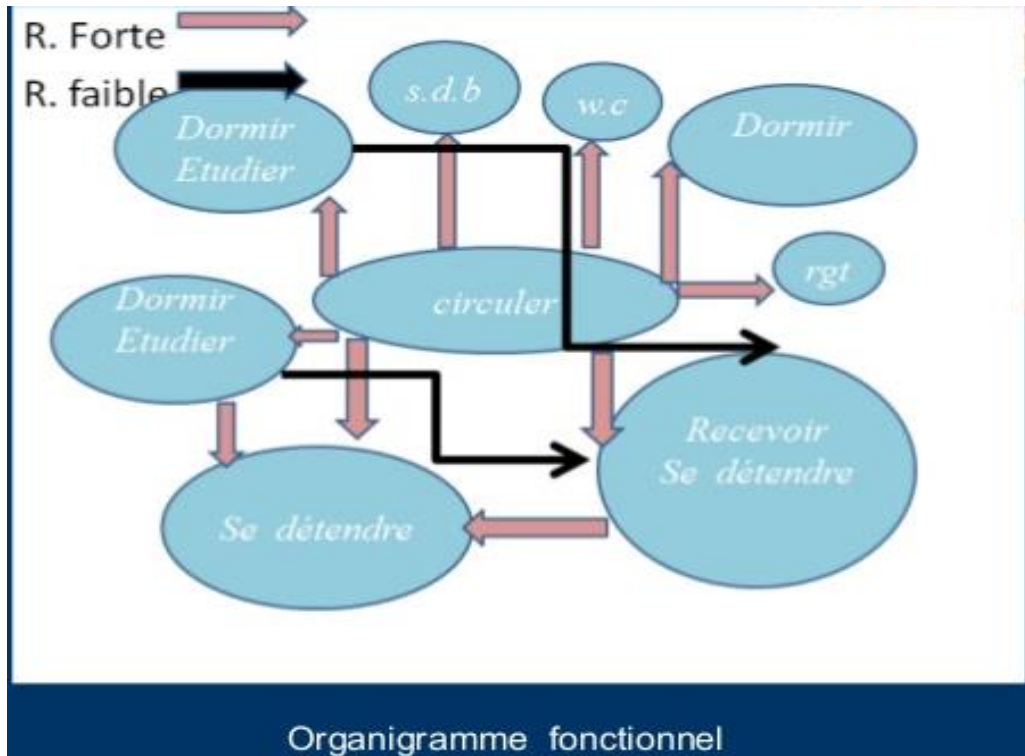 R. Forte
R. faible
s.d.b
w.c
Dormir
Etudier
Dormir
rgt
circuler
Dormir
Etudier
Recevoir
Se détendre
Se détendre
Organigramme fonctionnel